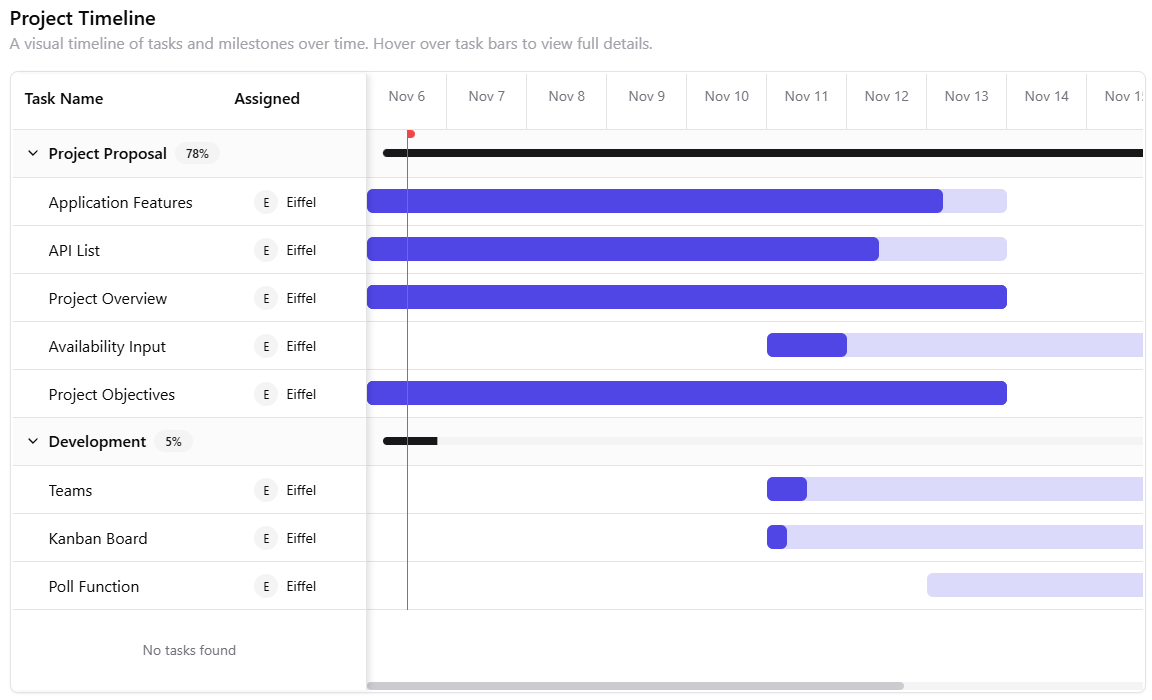 Project Timeline
A visual timeline of tasks and milestones over time. Hover over task bars to view full details.
Task Name Assigned Nov 6 Nov 7 Nov 8 Nov 9 Nov 10 Nov 11 Nov 12 Nov 13 Nov 14 Nov
Project Proposal 78%
Application Features E Eiffel
API List E Eiffel
Project Overview E Eiffel
Availability Input E Eiffel
Project Objectives E Eiffel
Development 5%
Teams E Eiffel
Kanban Board E Eiffel
Poll Function E Eiffel
No tasks found